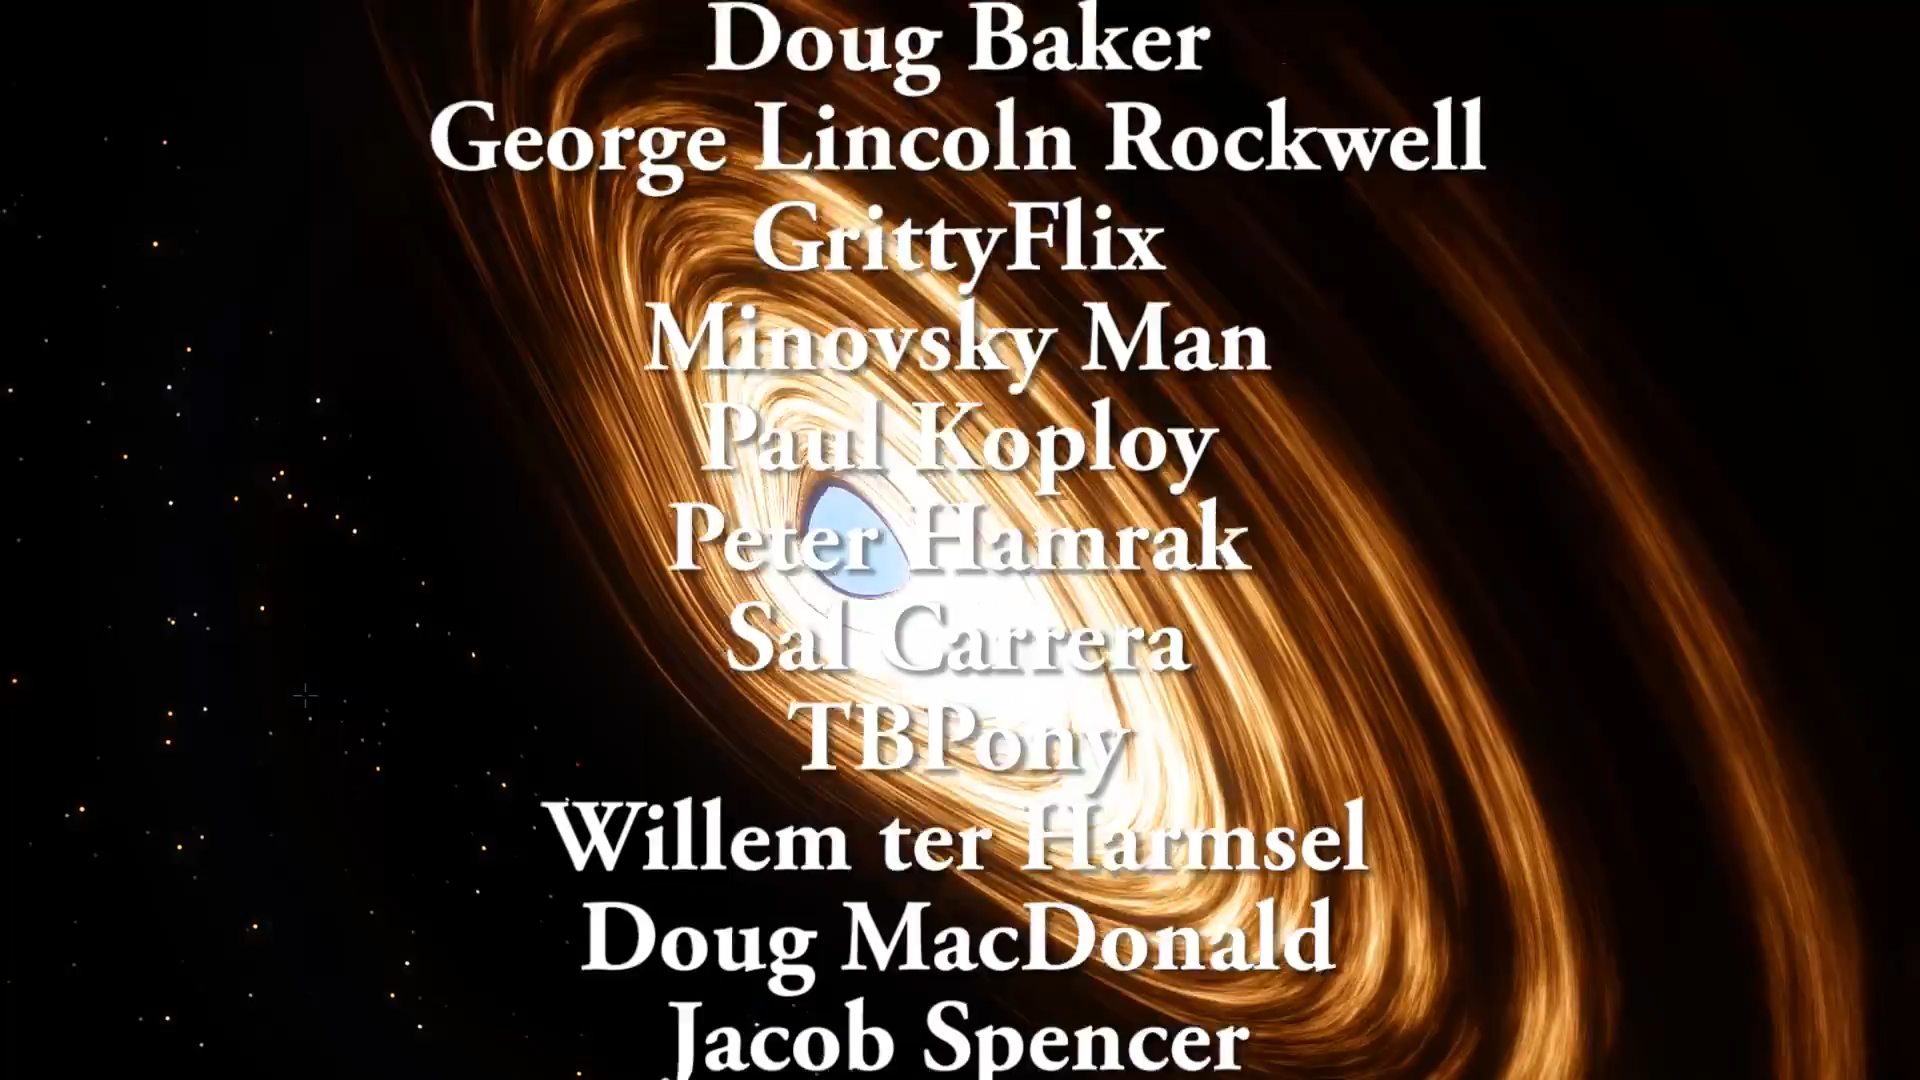 Doug Baker
George Lincoln Rockwell
GrittyFlix
Minovsky Man
Paul Koploy
Peter Hamrak
Sal Carrera
TBPony
Willem ter Harmsel
Doug MacDonald
Jacob Spencer